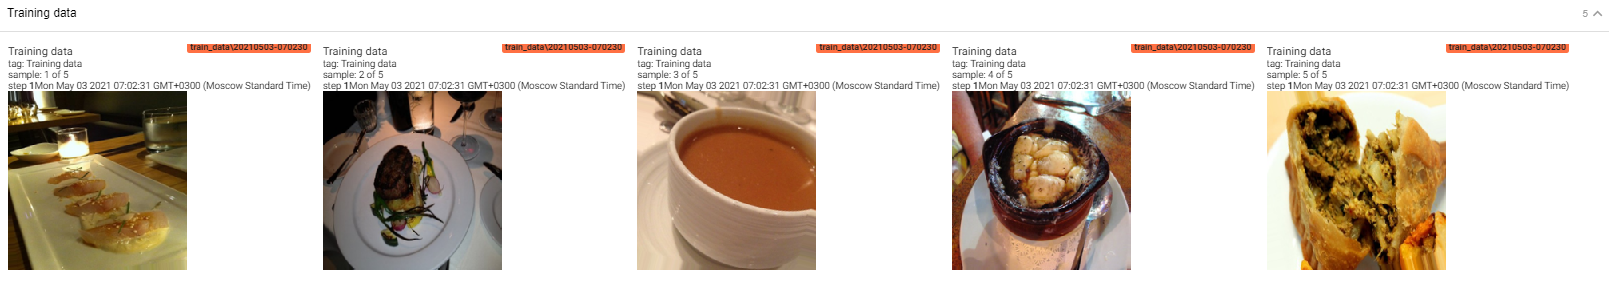 Training data
5
Training data
train_data\20210503-070230
tag: Training data
sample: 1 of 5
step 1Mon May 03 2021 07:02:31 GMT+0300 (Moscow Standard Time)
Training data
train_data\20210503-070230
tag: Training data
sample: 2 of 5
step 1Mon May 03 2021 07:02:31 GMT+0300 (Moscow Standard Time)
Training data
train_data\20210503-070230
tag: Training data
sample: 3 of 5
step 1Mon May 03 2021 07:02:31 GMT+0300 (Moscow Standard Time)
Training data
train_data\20210503-070230
tag: Training data
sample: 4 of 5
step 1Mon May 03 2021 07:02:31 GMT+0300 (Moscow Standard Time)
Training data
train_data\20210503-070230
tag: Training data
sample: 5 of 5
step 1Mon May 03 2021 07:02:31 GMT+0300 (Moscow Standard Time)